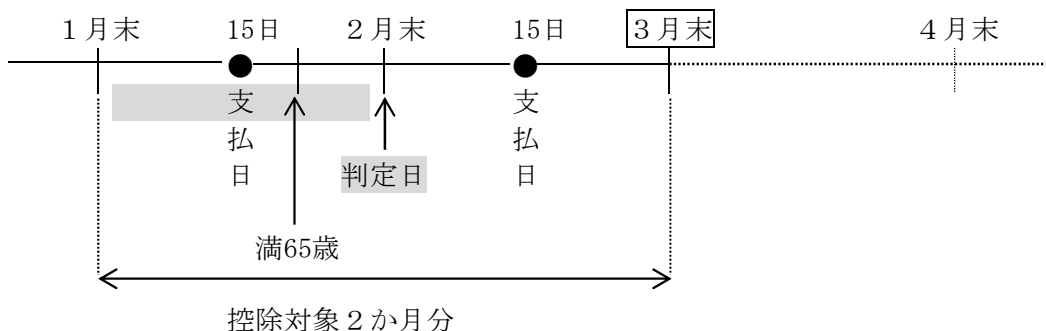 １月末
15日
２月末
15日
３月末
４月末
支払日
支払日
判定日
満65歳
控除対象２か月分